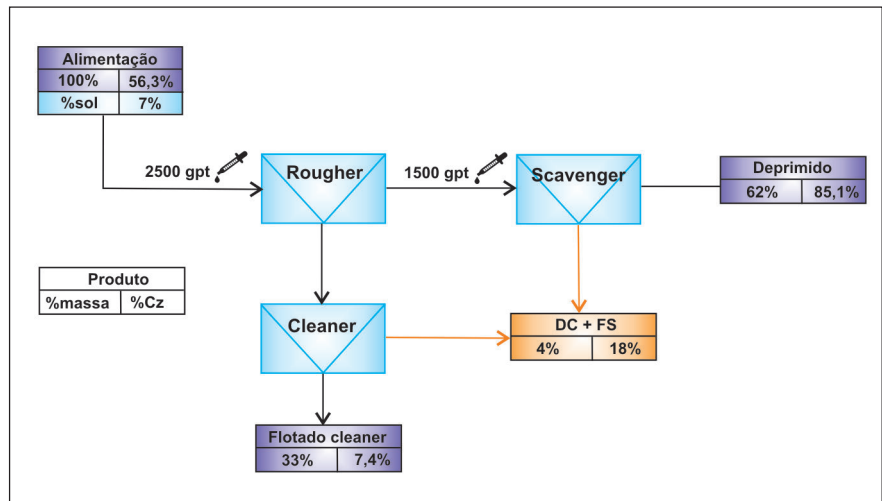 Alimentação
100% 56,3%
%sol 7%
2500 gpt
Rougher
1500 gpt
Scavenger
Deprimido
62% 85,1%
Produto
%massa %Cz
Cleaner
DC + FS
4% 18%
Flotado cleaner
33% 7,4%